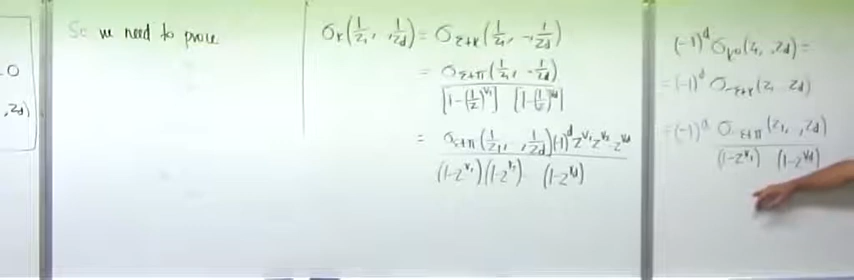 0
, z_d)
So we need to prove
σ_K(1/z_1, , 1/z_d) = σ_{Σ+K}(1/z_1, -, 1/z_d)
= σ_{Σ+π}(1/z_1, - 1/z_d) / [1-(1/z)^{v_1}] [1-(1/z)^{v_d}]
= σ_{Σ+π}(1/z_1, , 1/z_d)(-1)^d z^{v_1} z^{v_2} - z^{v_d} / (1-z^{v_1})(1-z^{v_2}) (1-z^{v_d})
(-1)^d σ_{K^0}(z_1, , z_d) =
= (-1)^d σ_{-Σ+K}(z_1 z_d)
= (-1)^d σ_{-Σ+π}(z_1, , z_d) / (1-z^{v_1}) (1-z^{v_d})